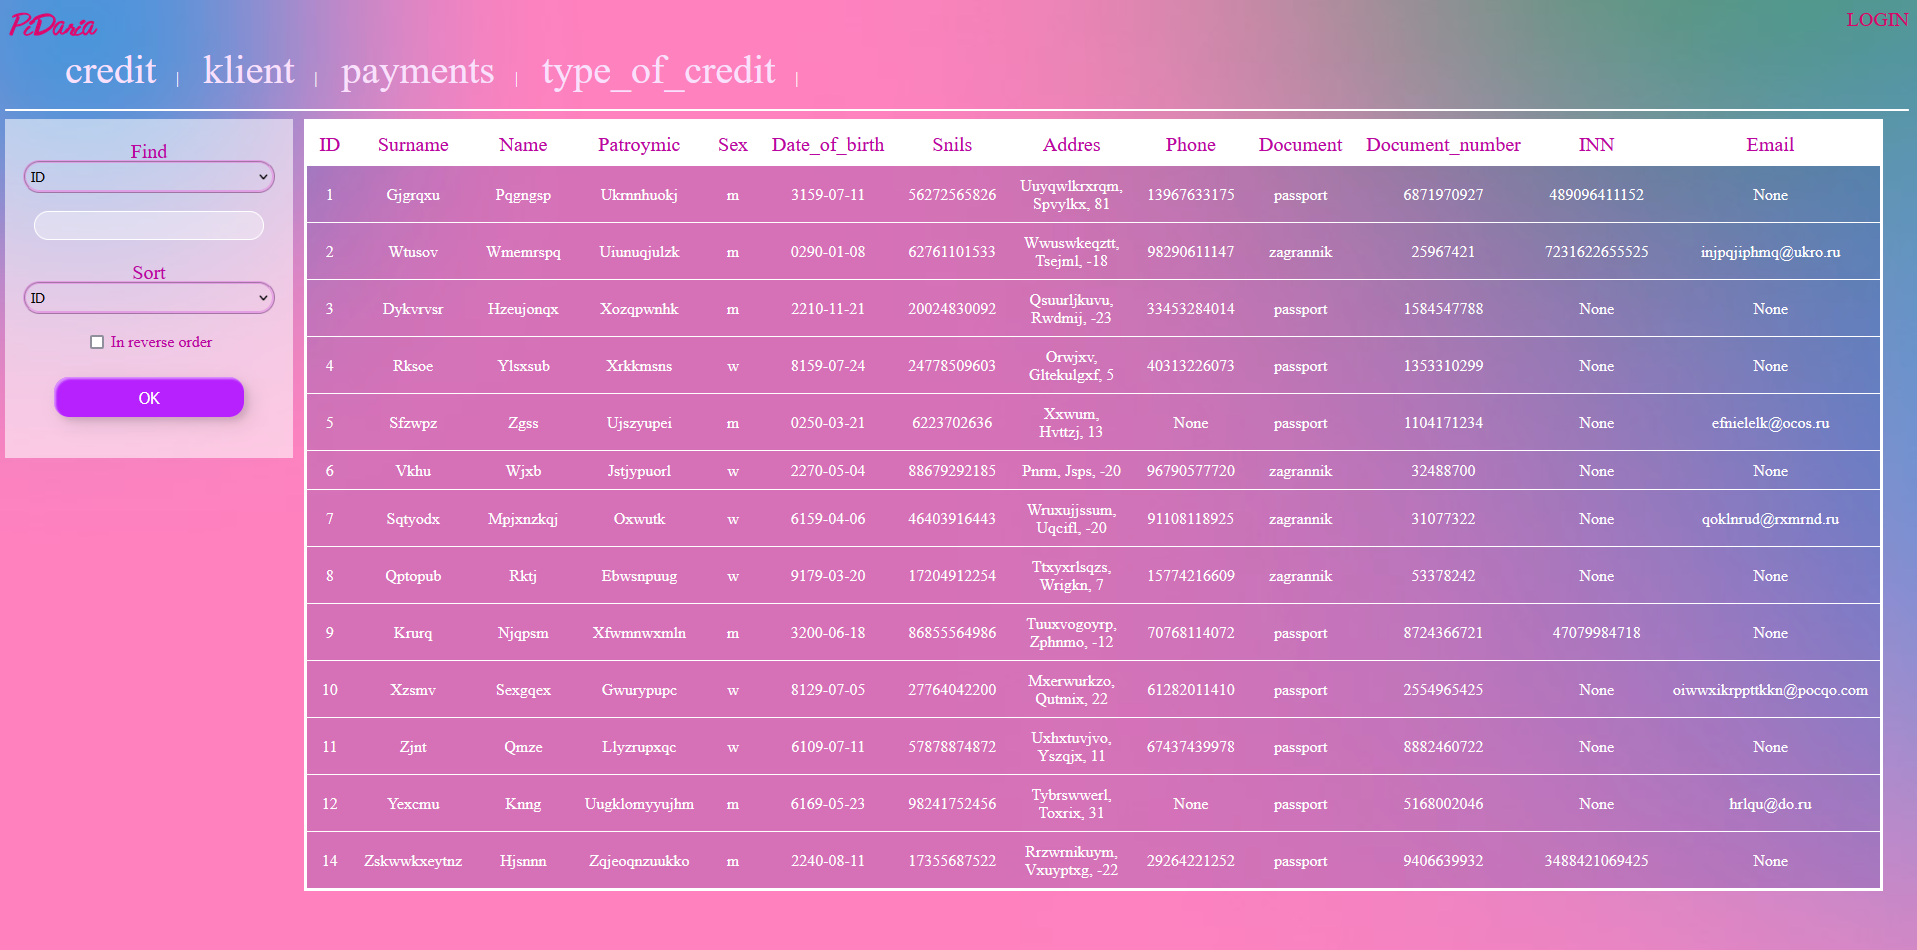 PiDaria
LOGIN
credit | klient | payments | type_of_credit |
Find
ID
Sort
ID
In reverse order
OK
ID Surname Name Patroymic Sex Date_of_birth Snils Addres Phone Document Document_number INN Email
1 Gjgrqxu Pqgngsp Ukrnnhuokj m 3159-07-11 56272565826 Uuyqwlkrxrqm, Spvylkx, 81 13967633175 passport 6871970927 489096411152 None
2 Wtusov Wmemrspq Uiunuqjulzk m 0290-01-08 62761101533 Wwuswkeqztt, Tsejml, -18 98290611147 zagrannik 25967421 7231622655525 injpqjiphmq@ukro.ru
3 Dykvrvsr Hzeujonqx Xozqpwnhk m 2210-11-21 20024830092 Qsuurljkuvu, Rwdmij, -23 33453284014 passport 1584547788 None None
4 Rksoe Ylsxsub Xrkkmsns w 8159-07-24 24778509603 Orwjxv, Gltekulgxf, 5 40313226073 passport 1353310299 None None
5 Sfzwpz Zgss Ujszyupei m 0250-03-21 6223702636 Xxwum, Hvttzj, 13 None passport 1104171234 None efnielelk@ocos.ru
6 Vkhu Wjxb Jstjypuorl w 2270-05-04 88679292185 Pnrm, Jsps, -20 96790577720 zagrannik 32488700 None None
7 Sqtyodx Mpjxnzkqj Oxwutk w 6159-04-06 46403916443 Wruxujjssum, Uqcifl, -20 91108118925 zagrannik 31077322 None qoklnrud@rxmrnd.ru
8 Qptopub Rktj Ebwsnpuug w 9179-03-20 17204912254 Ttxyxrlsqzs, Wrigkn, 7 15774216609 zagrannik 53378242 None None
9 Krurq Njqpsm Xfwmnwxmln m 3200-06-18 86855564986 Tuuxvogoyrp, Zphnmo, -12 70768114072 passport 8724366721 47079984718 None
10 Xzsmv Sexgqex Gwurypupc w 8129-07-05 27764042200 Mxerwurkzo, Qutmix, 22 61282011410 passport 2554965425 None oiwwxikrppttkkn@pocqo.com
11 Zjnt Qmze Llyzrupxqc w 6109-07-11 57878874872 Uxhxtuvjvo, Yszqjx, 11 67437439978 passport 8882460722 None None
12 Yexcmu Knng Uugklomyyujhm m 6169-05-23 98241752456 Tybrswwerl, Toxrix, 31 None passport 5168002046 None hrlqu@do.ru
14 Zskwwkxeytnz Hjsnnn Zqjeoqnzuukko m 2240-08-11 17355687522 Rrzwrnikuym, Vxuyptxg, -22 29264221252 passport 9406639932 3488421069425 None